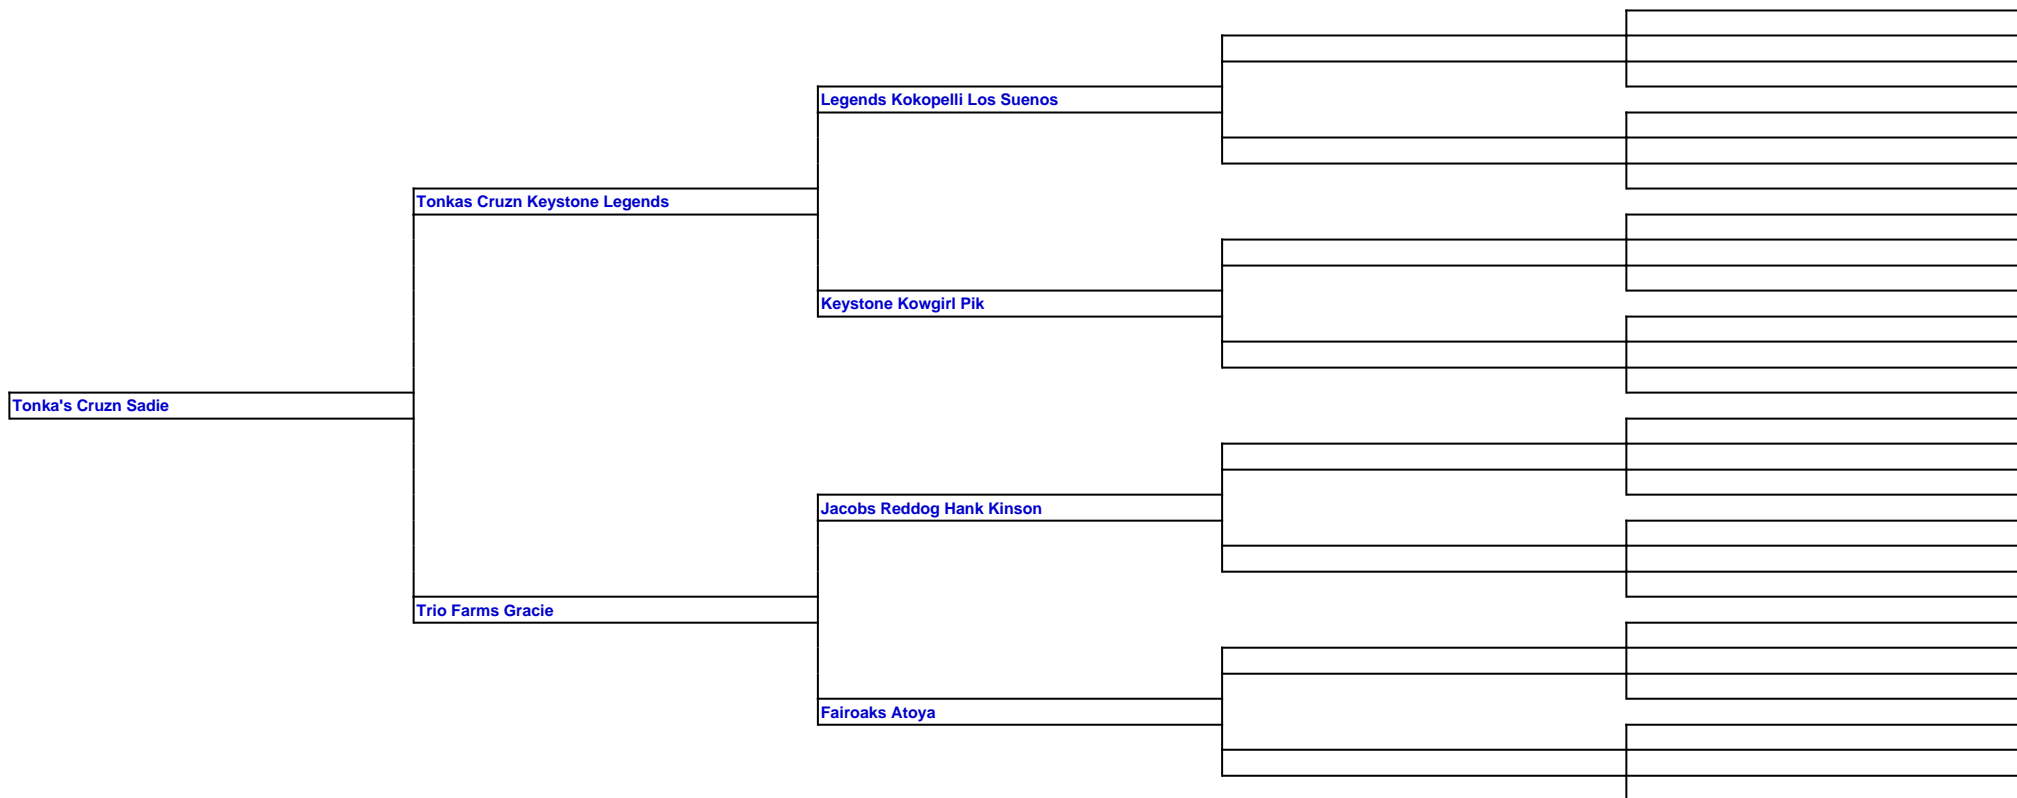 Legends Kokopelli Los Suenos
Tonkas Cruzn Keystone Legends
Keystone Kowgirl Pik
Tonka's Cruzn Sadie
Jacobs Reddog Hank Kinson
Trio Farms Gracie
Fairoaks Atoya